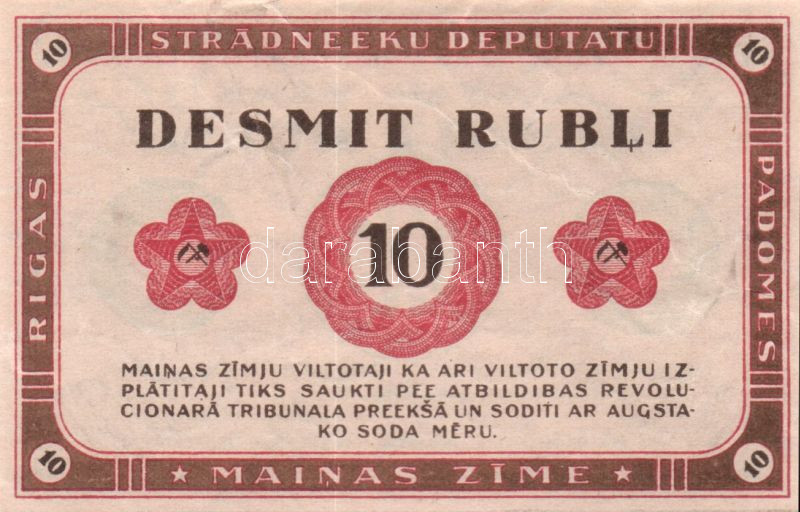 10 STRĀDNEEKU DEPUTATU 10
RIGAS
PADOMES
DESMIT RUBĻI
10
darabanth
MAIŅAS ZĪMJU VILTOTAJI KA ARI VILTOTO ZĪMJU IZ-
PLĀTITAJI TIKS SAUKTI PEE ATBILDIBAS REVOLU-
CIONARĀ TRIBUNALA PREEKŠĀ UN SODITI AR AUGSTA-
KO SODA MĒRU.
10 ★ MAIŅAS ZĪME ★ 10